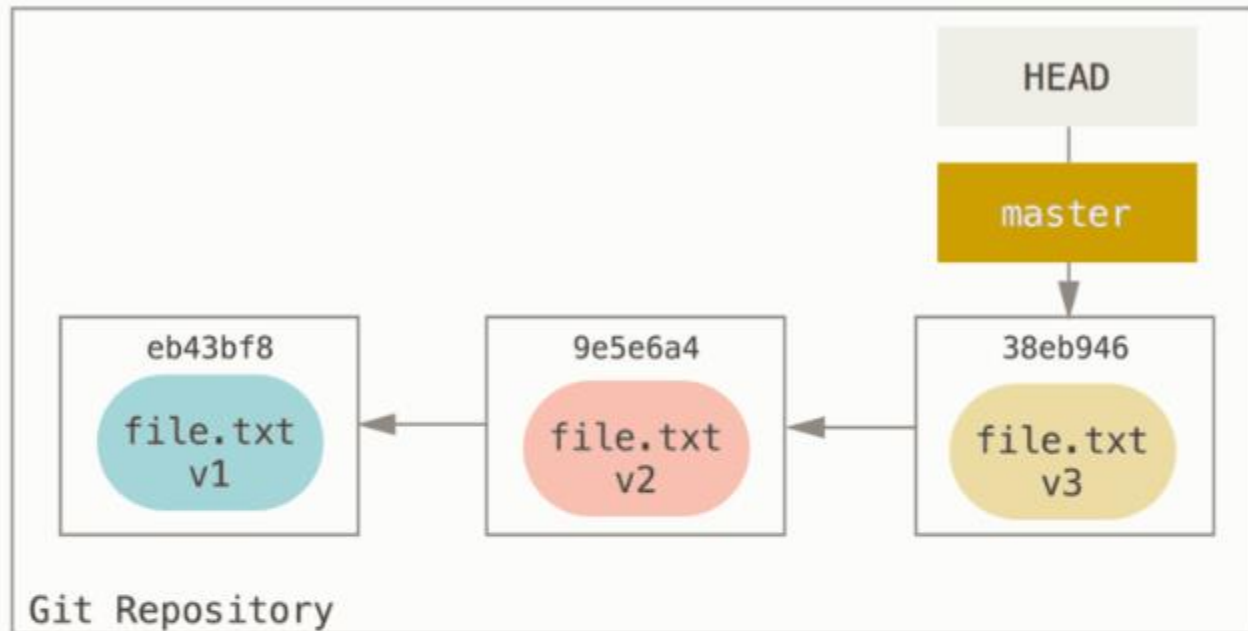 HEAD
master
eb43bf8
9e5e6a4
38eb946
file.txt
v1
file.txt
v2
file.txt
v3
Git Repository